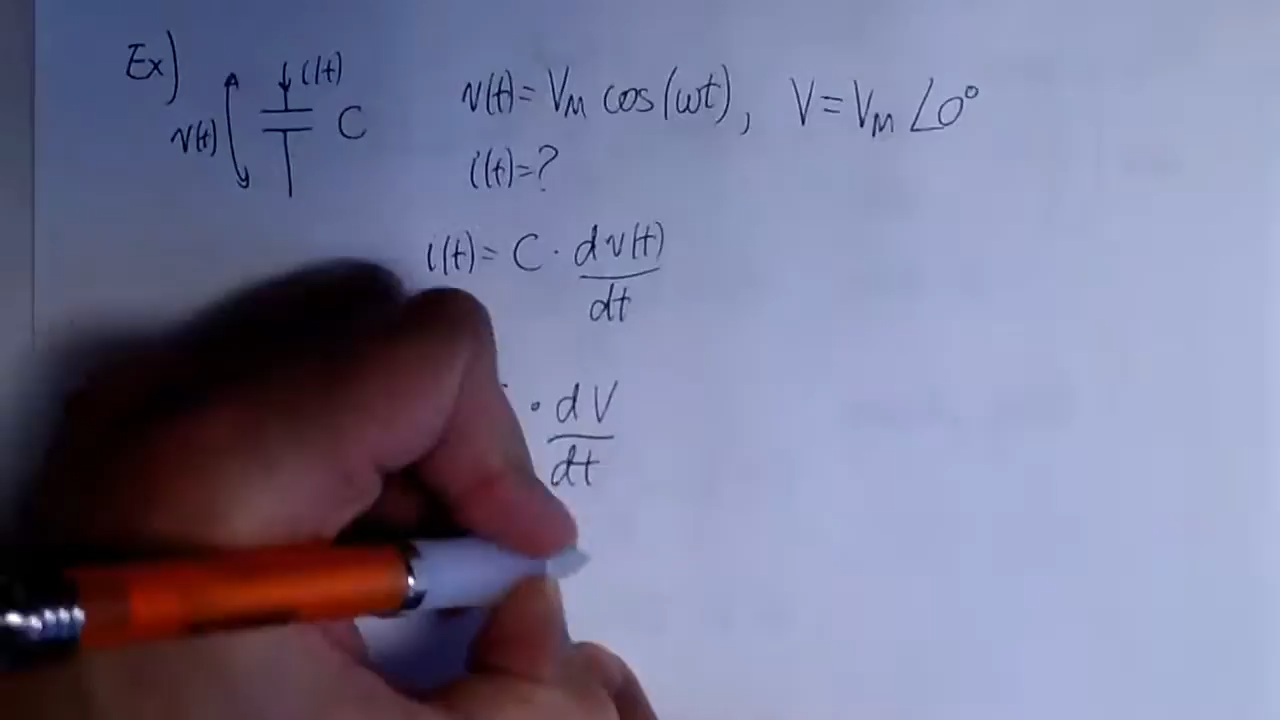 Ex) i(t) v(t) = V_M cos(ωt), V = V_M ∠0°
v(t) C
i(t) = ?
i(t) = C · dv(t)/dt
· dV/dt